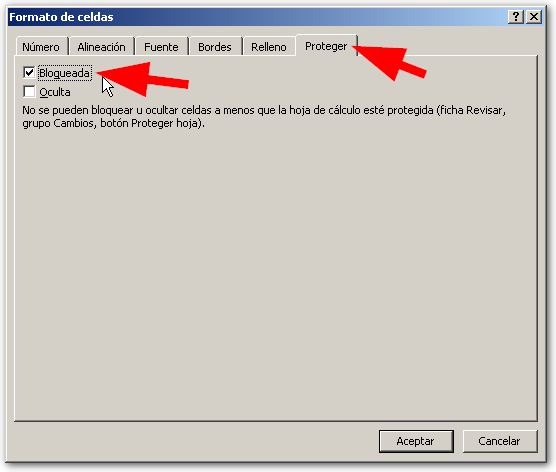 Formato de celdas
Número Alineación Fuente Bordes Relleno Proteger
Bloqueada
Oculta
No se pueden bloquear u ocultar celdas a menos que la hoja de cálculo esté protegida (ficha Revisar,
grupo Cambios, botón Proteger hoja).
Aceptar Cancelar